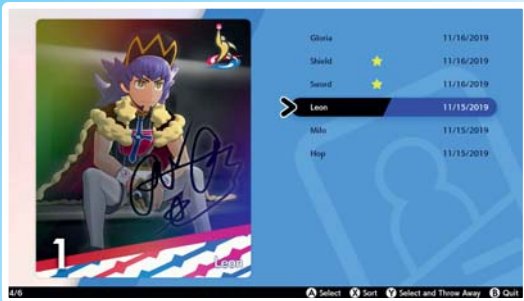 Gloria 11/16/2019
Shield 11/16/2019
Sword 11/16/2019
Leon 11/15/2019
Milo 11/15/2019
Hop 11/15/2019
1
Leon
4/6 A Select X Sort Y Select and Throw Away B Quit